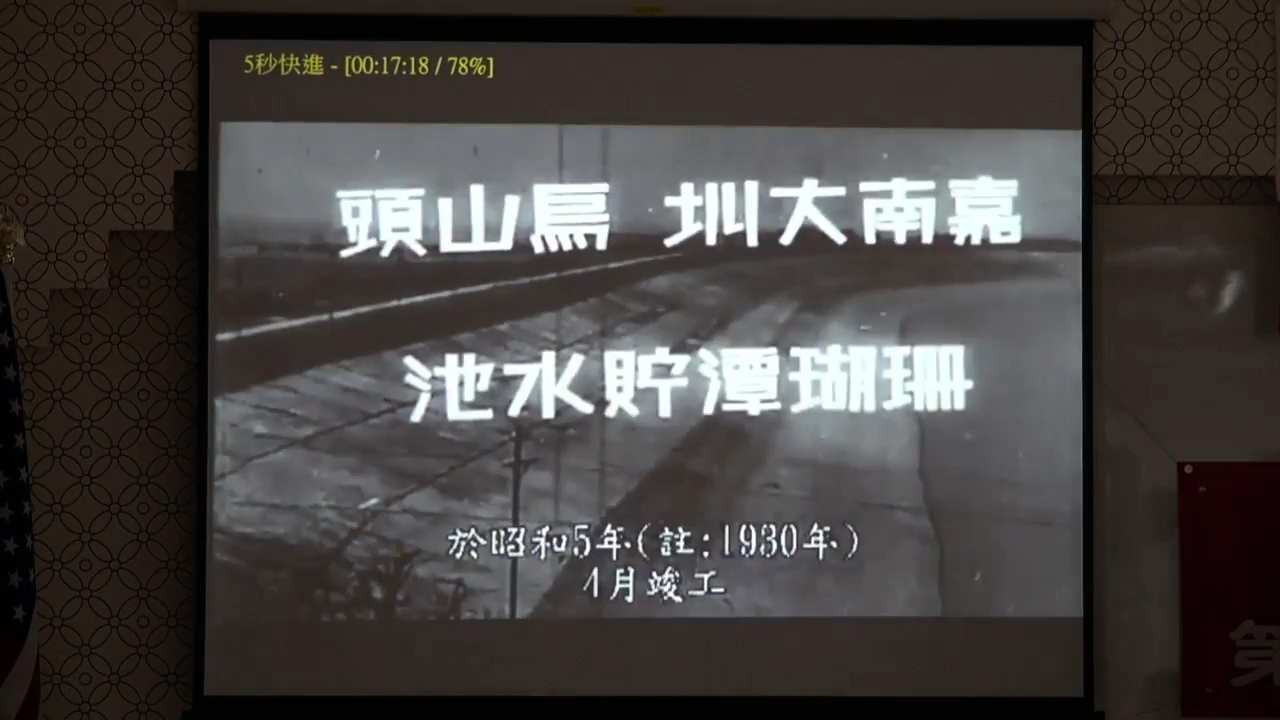 5秒快進 - [00:17:18 / 78%]
嘉南大圳 烏山頭
珊瑚潭貯水池
於昭和5年(註:1930年)
4月竣工
第